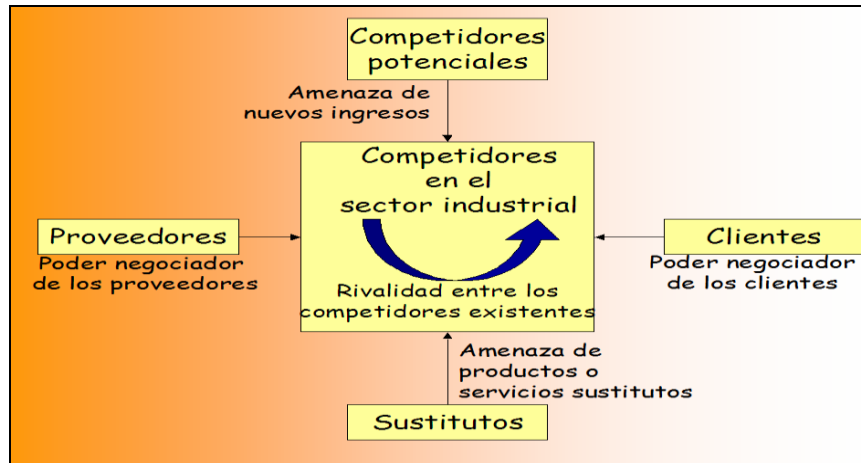 Competidores
potenciales
Amenaza de
nuevos ingresos
Competidores
en el
sector industrial
Proveedores
Poder negociador
de los proveedores
Clientes
Poder negociador
de los clientes
Rivalidad entre los
competidores existentes
Amenaza de
productos o
servicios sustitutos
Sustitutos